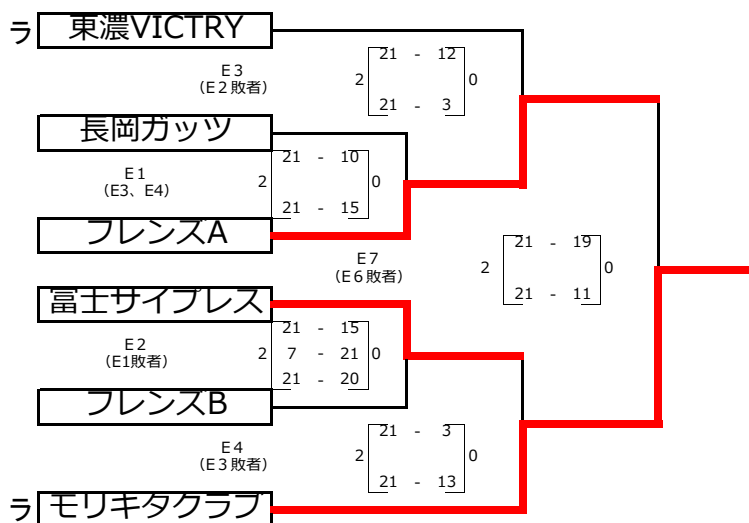 ラ 東濃VICTRY
21 - 12
E3
(E2敗者)
2 0
21 - 3
長岡ガッツ
21 - 10
E1
(E3、E4)
2 0
21 - 15
フレンズA
21 - 19
E7
(E6敗者)
2 0
21 - 11
冨士サイプレス
21 - 15
E2
(E1敗者)
2 7 - 21 0
21 - 20
フレンズB
21 - 3
E4
(E3敗者)
2 0
21 - 13
ラ モリキタクラブ